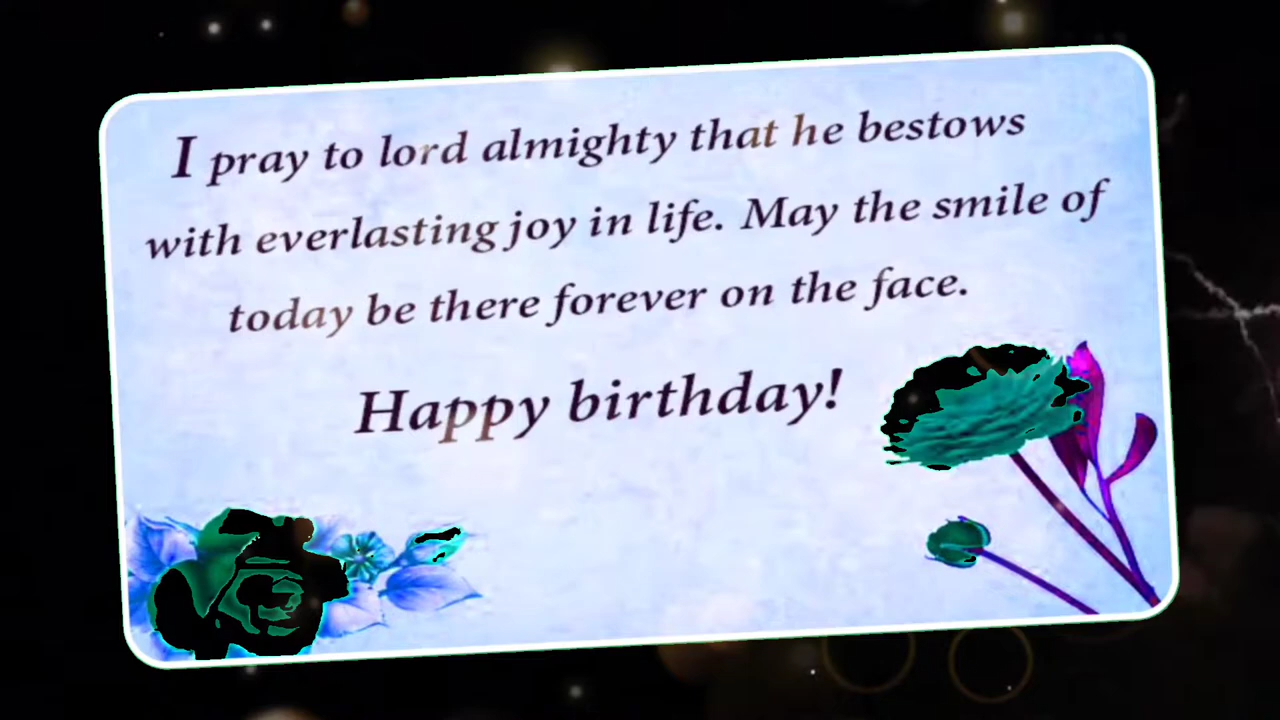 I pray to lord almighty that he bestows
with everlasting joy in life. May the smile of
today be there forever on the face.
Happy birthday!